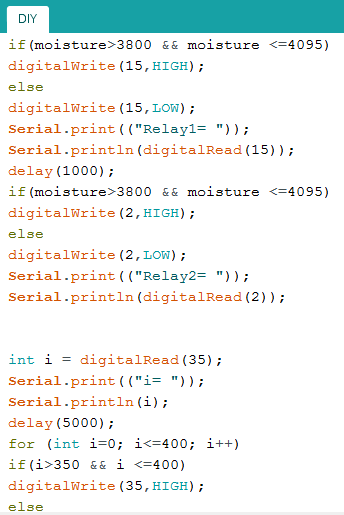 DIY
if(moisture>3800 && moisture <=4095)
digitalWrite(15,HIGH);
else
digitalWrite(15,LOW);
Serial.print(("Relay1= "));
Serial.println(digitalRead(15));
delay(1000);
if(moisture>3800 && moisture <=4095)
digitalWrite(2,HIGH);
else
digitalWrite(2,LOW);
Serial.print(("Relay2= "));
Serial.println(digitalRead(2));
int i = digitalRead(35);
Serial.print(("i= "));
Serial.println(i);
delay(5000);
for (int i=0; i<=400; i++)
if(i>350 && i <=400)
digitalWrite(35,HIGH);
else